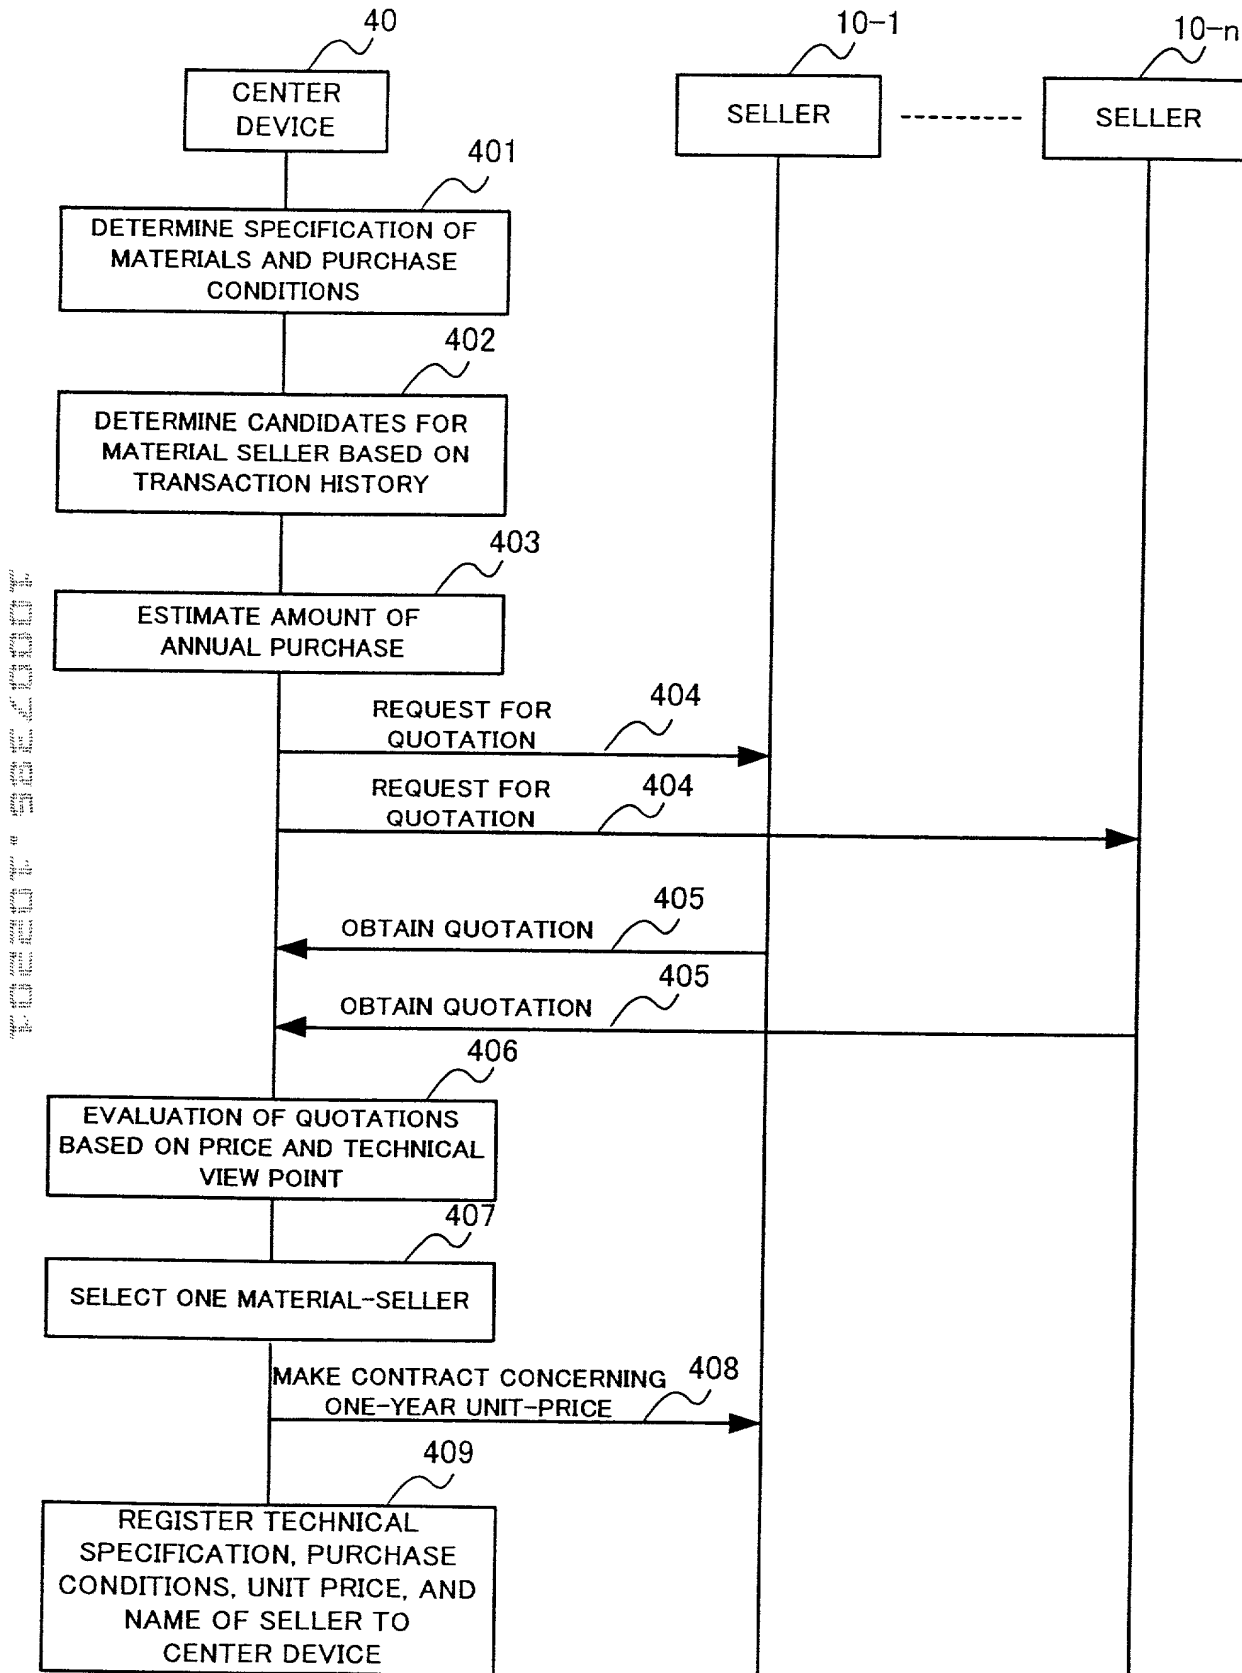 40
10-1
10-n
CENTER
DEVICE
SELLER
SELLER
401
DETERMINE SPECIFICATION OF
MATERIALS AND PURCHASE
CONDITIONS
402
DETERMINE CANDIDATES FOR
MATERIAL SELLER BASED ON
TRANSACTION HISTORY
403
ESTIMATE AMOUNT OF
ANNUAL PURCHASE
REQUEST FOR
QUOTATION
404
REQUEST FOR
QUOTATION
404
OBTAIN QUOTATION
405
OBTAIN QUOTATION
405
406
EVALUATION OF QUOTATIONS
BASED ON PRICE AND TECHNICAL
VIEW POINT
407
SELECT ONE MATERIAL-SELLER
MAKE CONTRACT CONCERNING
ONE-YEAR UNIT-PRICE
408
409
REGISTER TECHNICAL
SPECIFICATION, PURCHASE
CONDITIONS, UNIT PRICE, AND
NAME OF SELLER TO
CENTER DEVICE